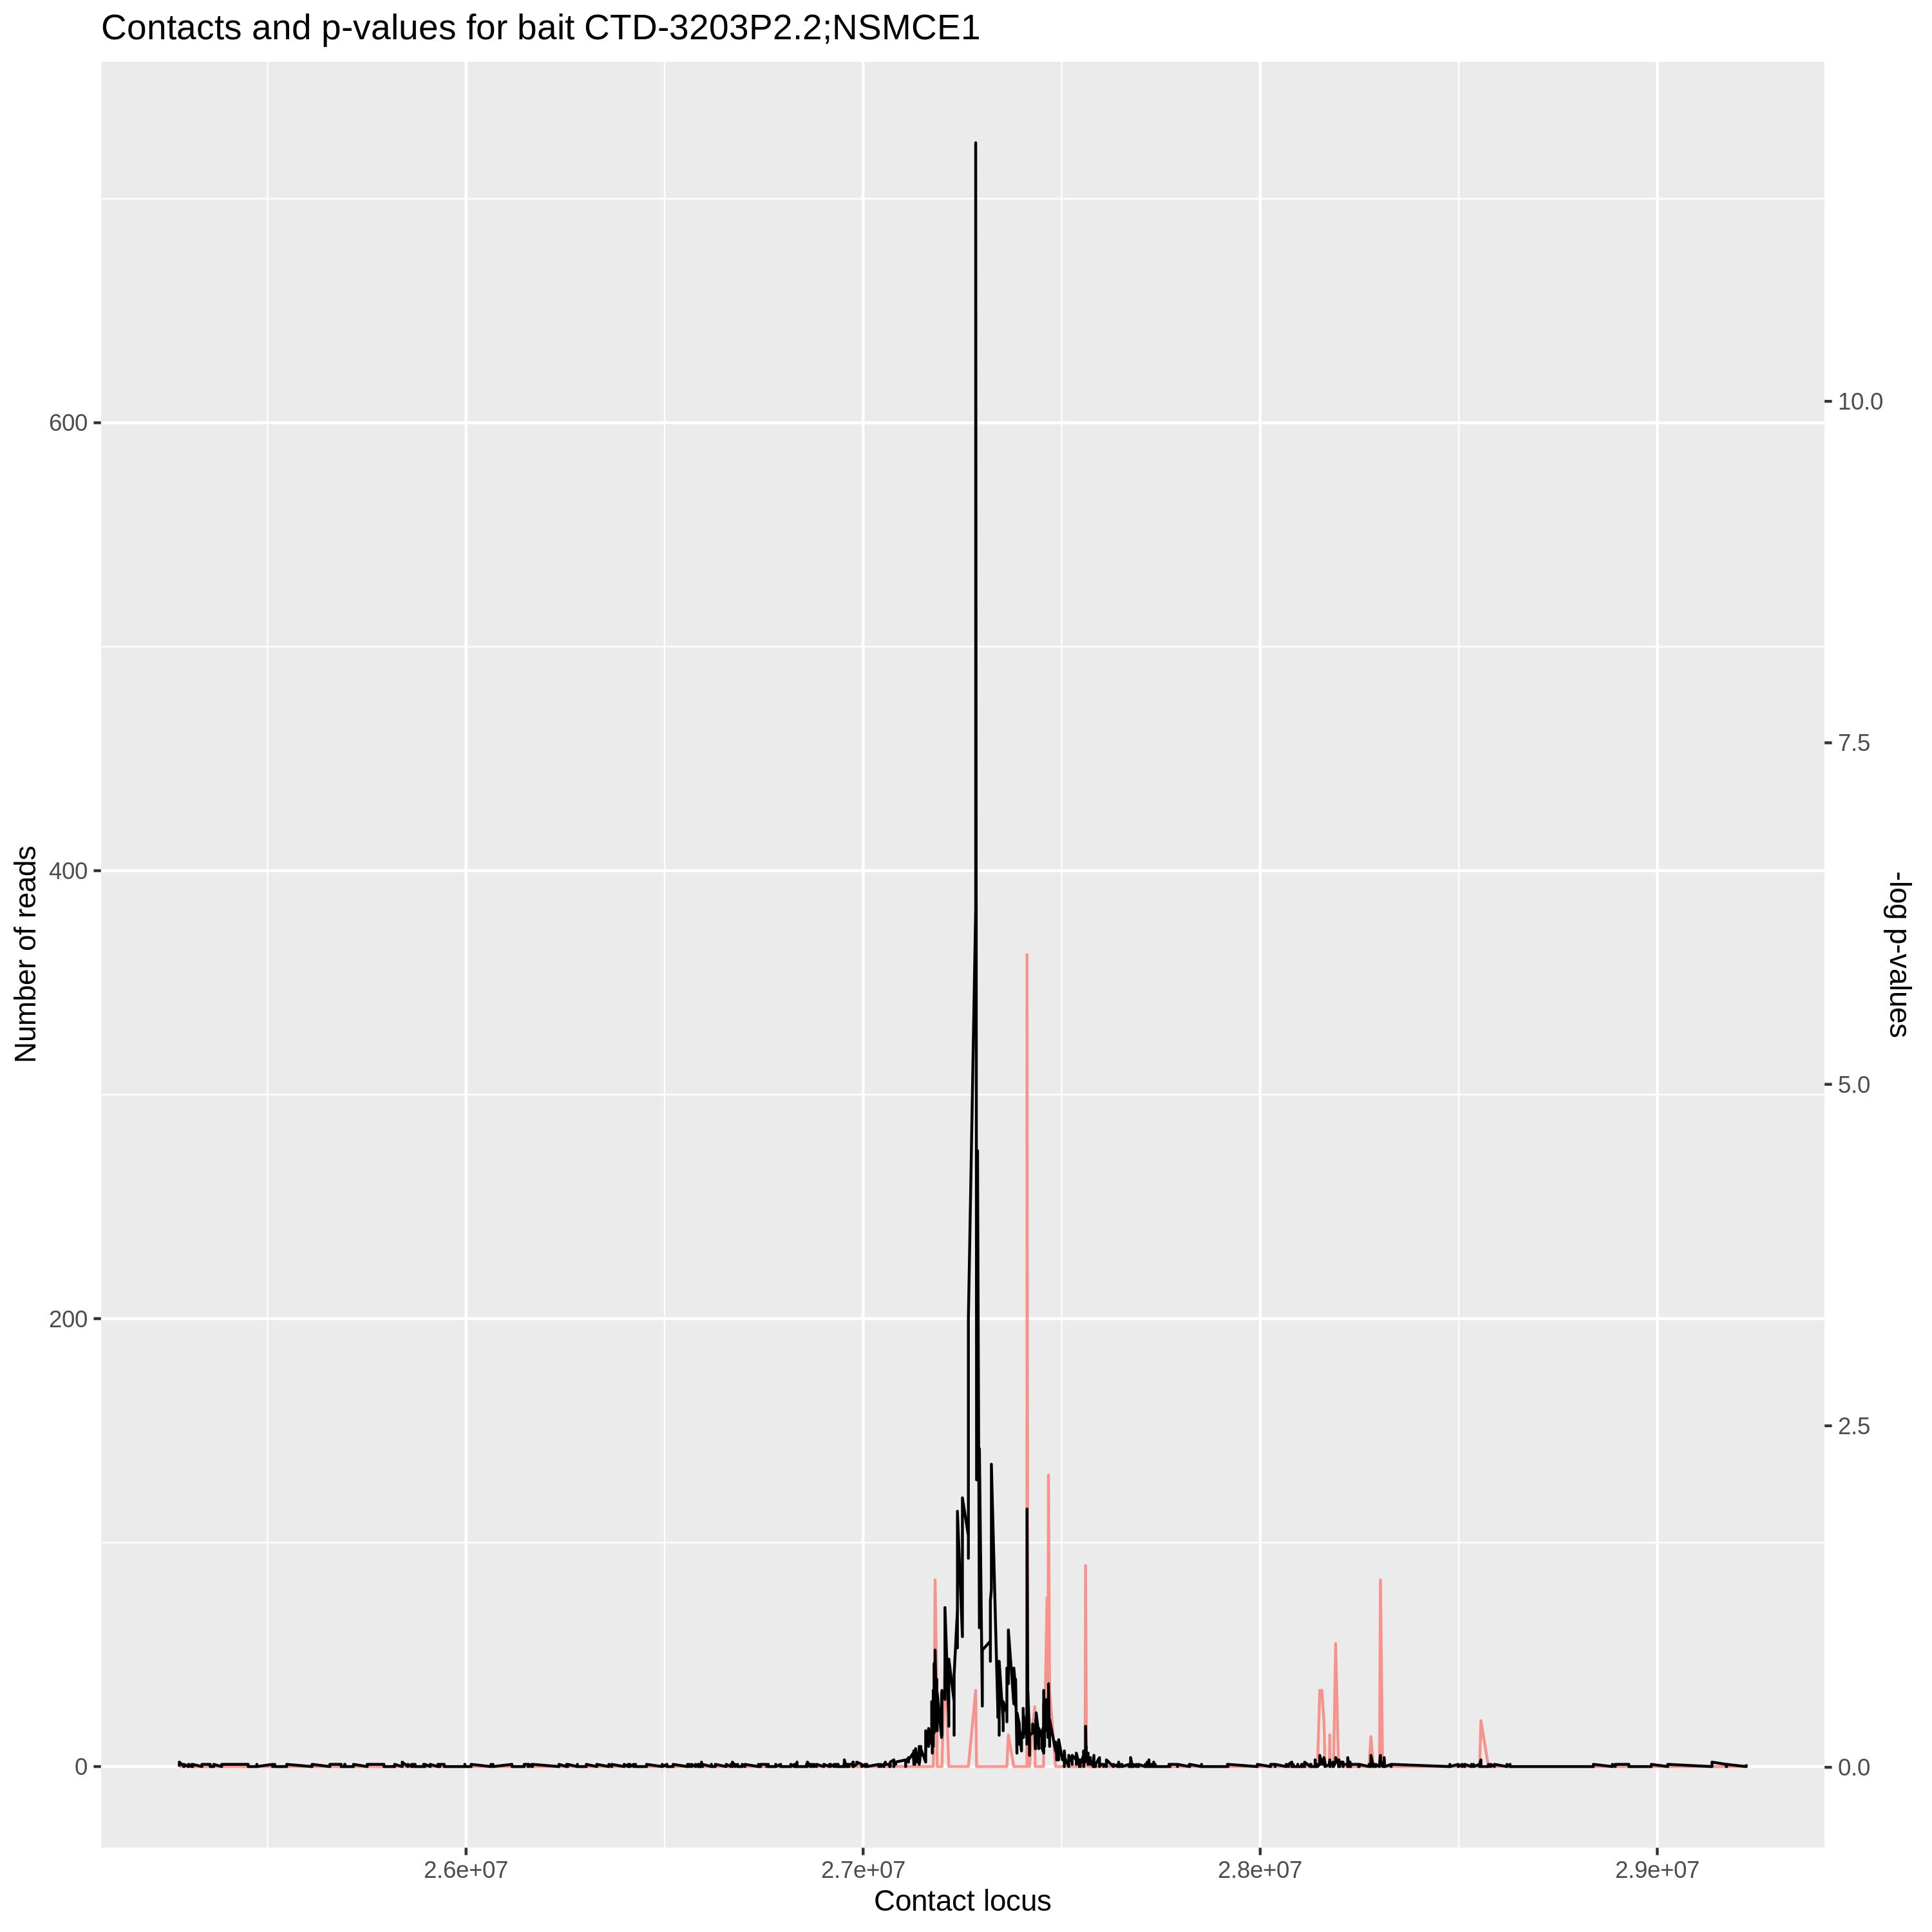 Contacts and p-values for bait CTD-3203P2.2;NSMCE1
Number of reads
600
400
200
0
10.0
7.5
5.0
2.5
0.0
-log p-values
2.6e+07
2.7e+07
2.8e+07
2.9e+07
Contact locus